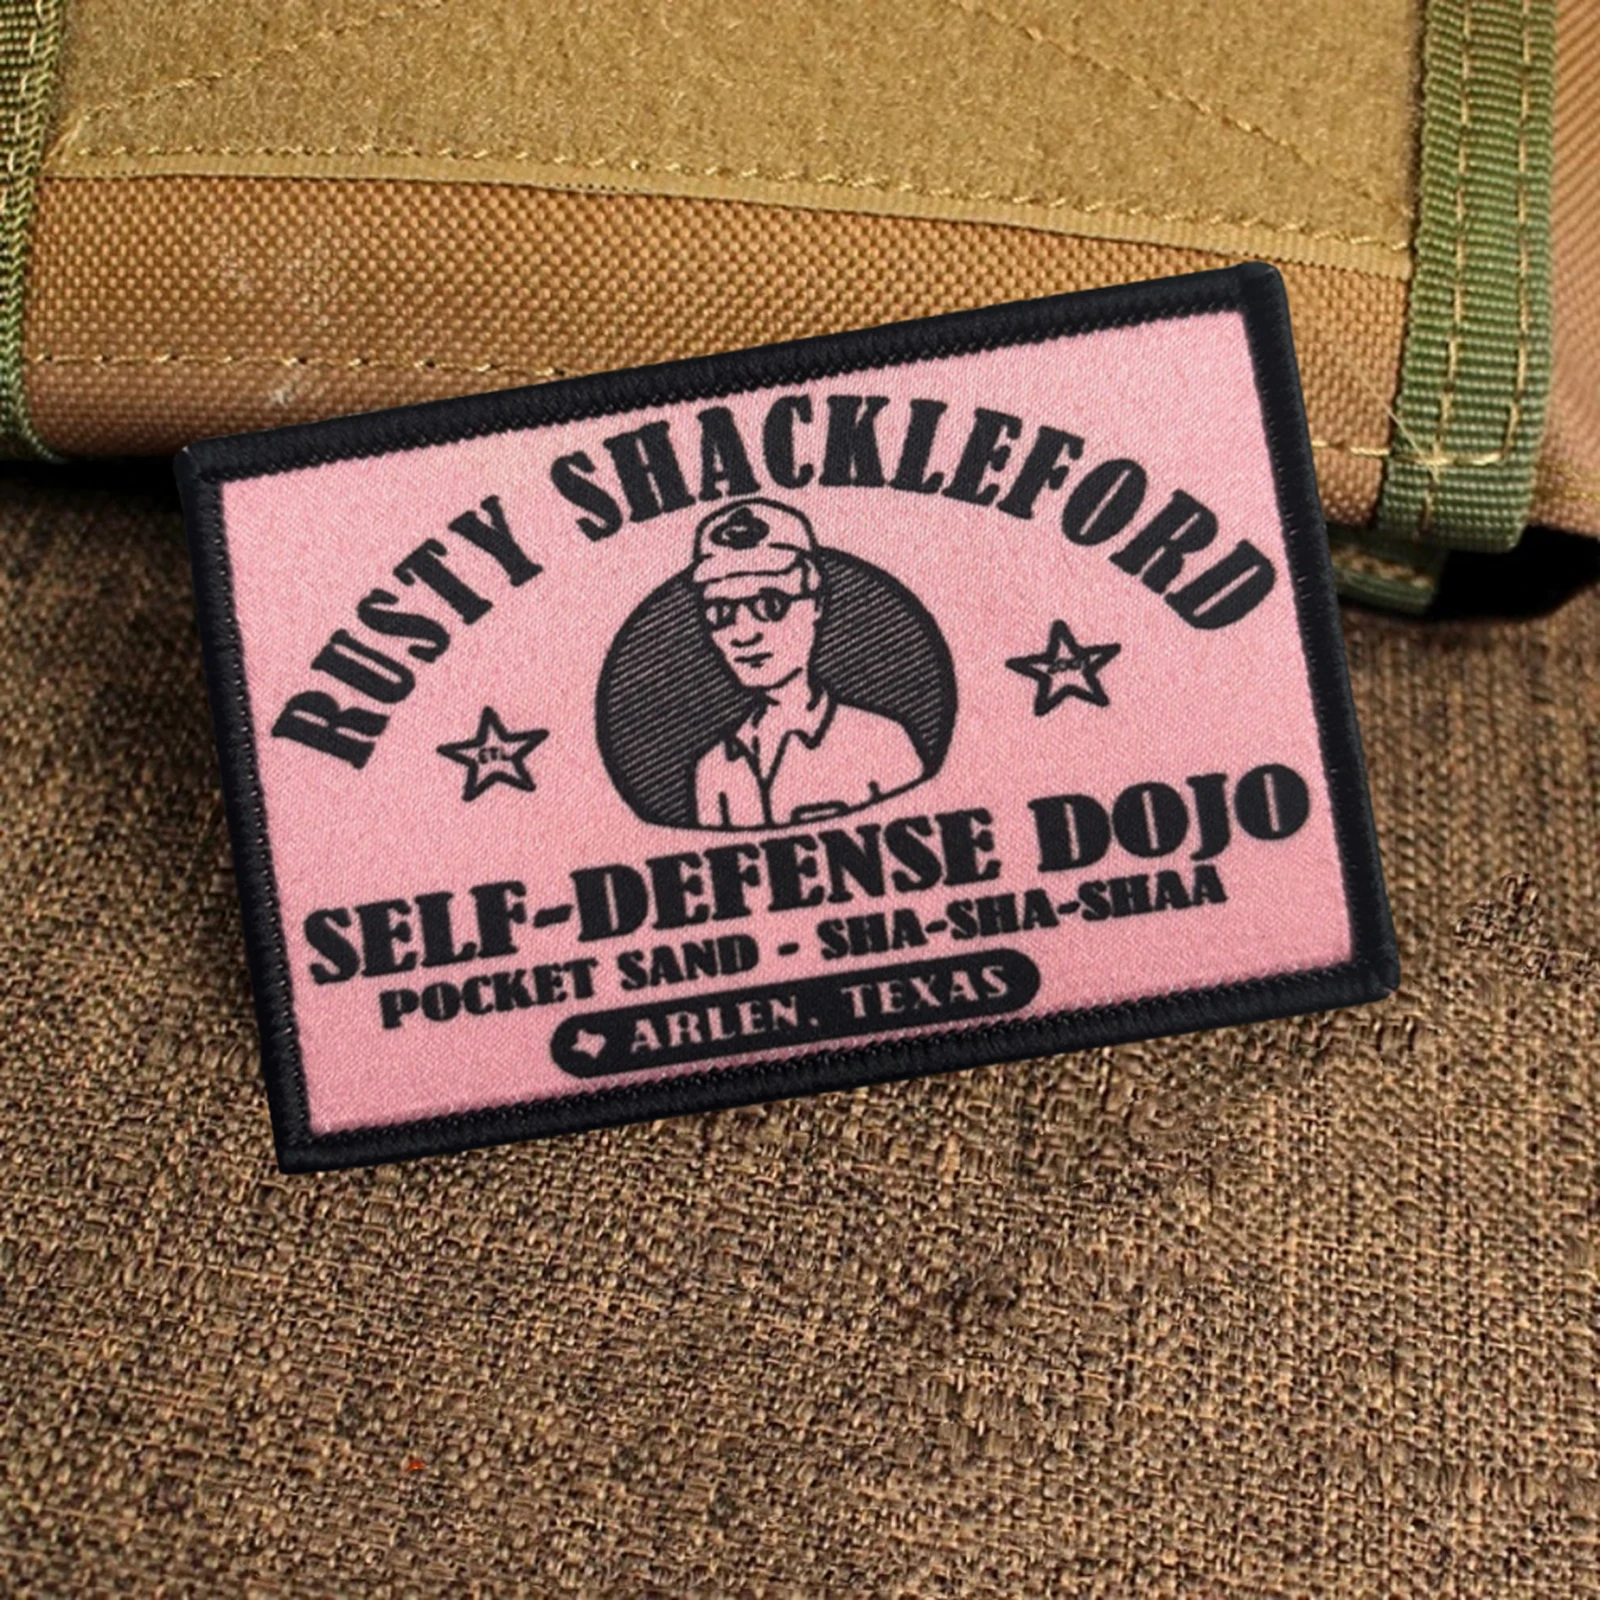 RUSTY SHACKLEFORD
SELF-DEFENSE DOJO
POCKET SAND - SHA-SHA-SHAA
ARLEN, TEXAS